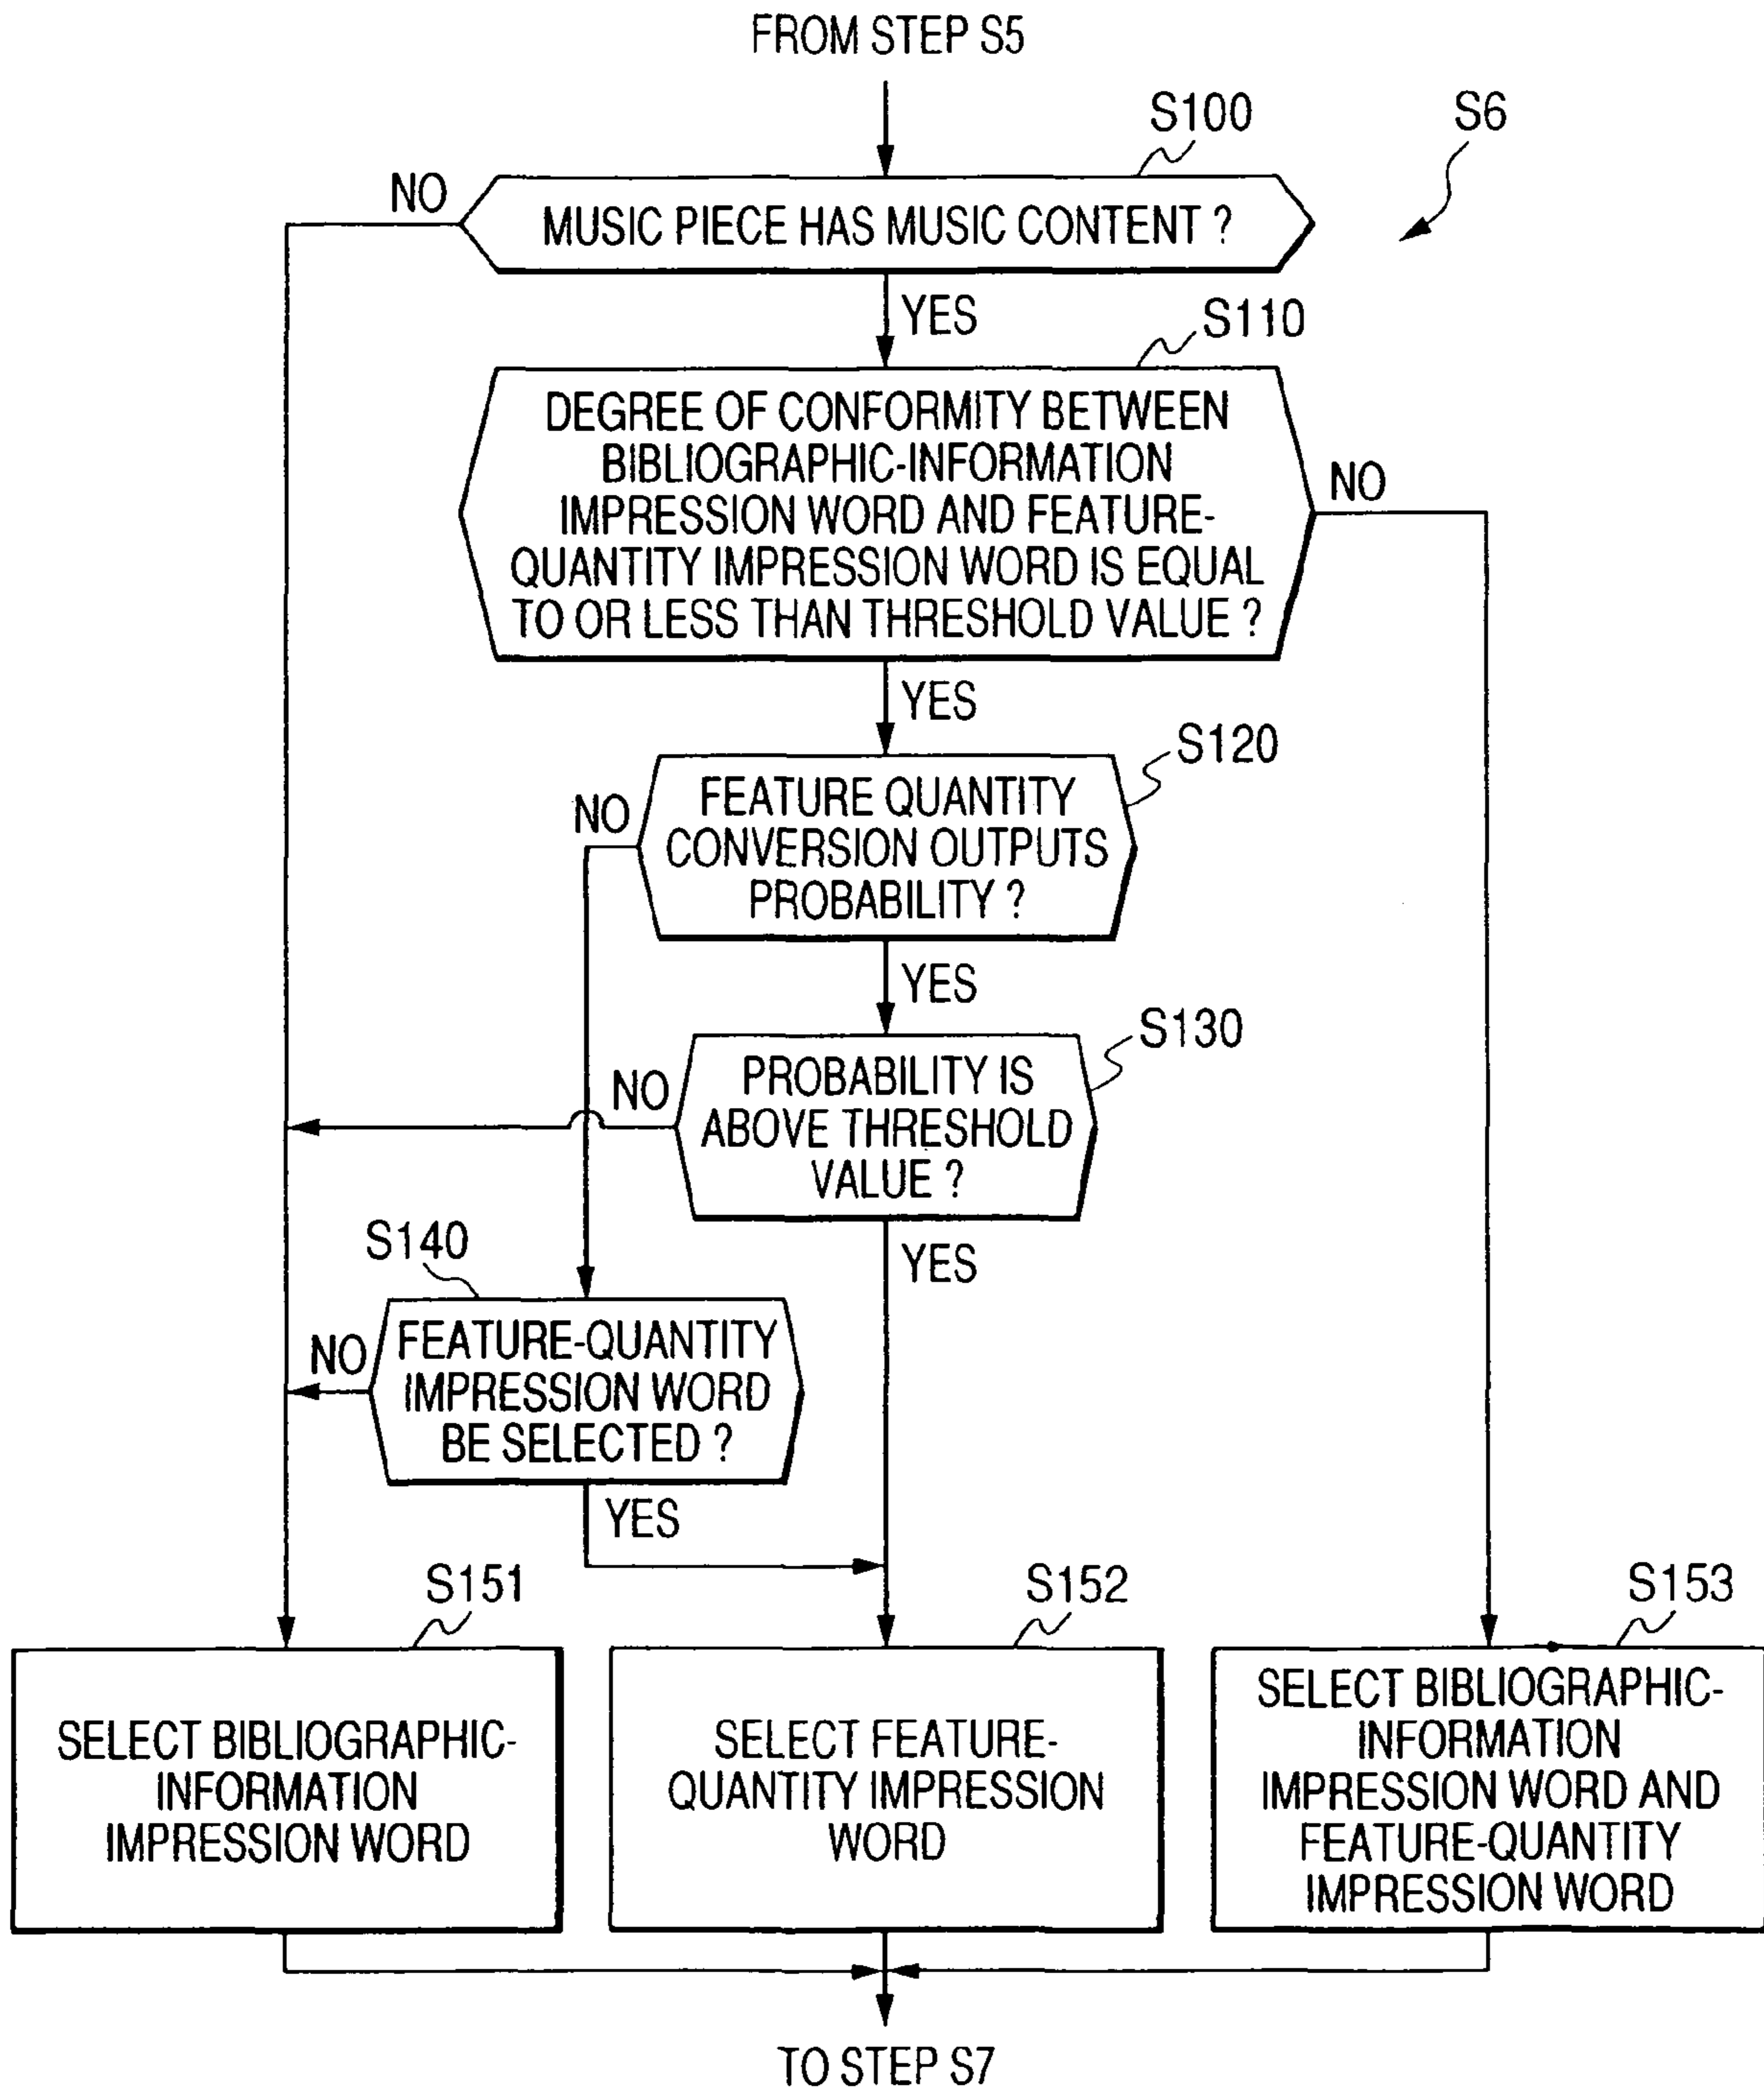 FROM STEP S5
S100
S6
NO
MUSIC PIECE HAS MUSIC CONTENT ?
YES
S110
DEGREE OF CONFORMITY BETWEEN
BIBLIOGRAPHIC-INFORMATION
IMPRESSION WORD AND FEATURE-
QUANTITY IMPRESSION WORD IS EQUAL
TO OR LESS THAN THRESHOLD VALUE ?
NO
YES
S120
NO
FEATURE QUANTITY
CONVERSION OUTPUTS
PROBABILITY ?
YES
S130
NO
PROBABILITY IS
ABOVE THRESHOLD
VALUE ?
YES
S140
NO
FEATURE-QUANTITY
IMPRESSION WORD
BE SELECTED ?
YES
S151
SELECT BIBLIOGRAPHIC-
INFORMATION
IMPRESSION WORD
S152
SELECT FEATURE-
QUANTITY IMPRESSION
WORD
S153
SELECT BIBLIOGRAPHIC-
INFORMATION
IMPRESSION WORD AND
FEATURE-QUANTITY
IMPRESSION WORD
TO STEP S7